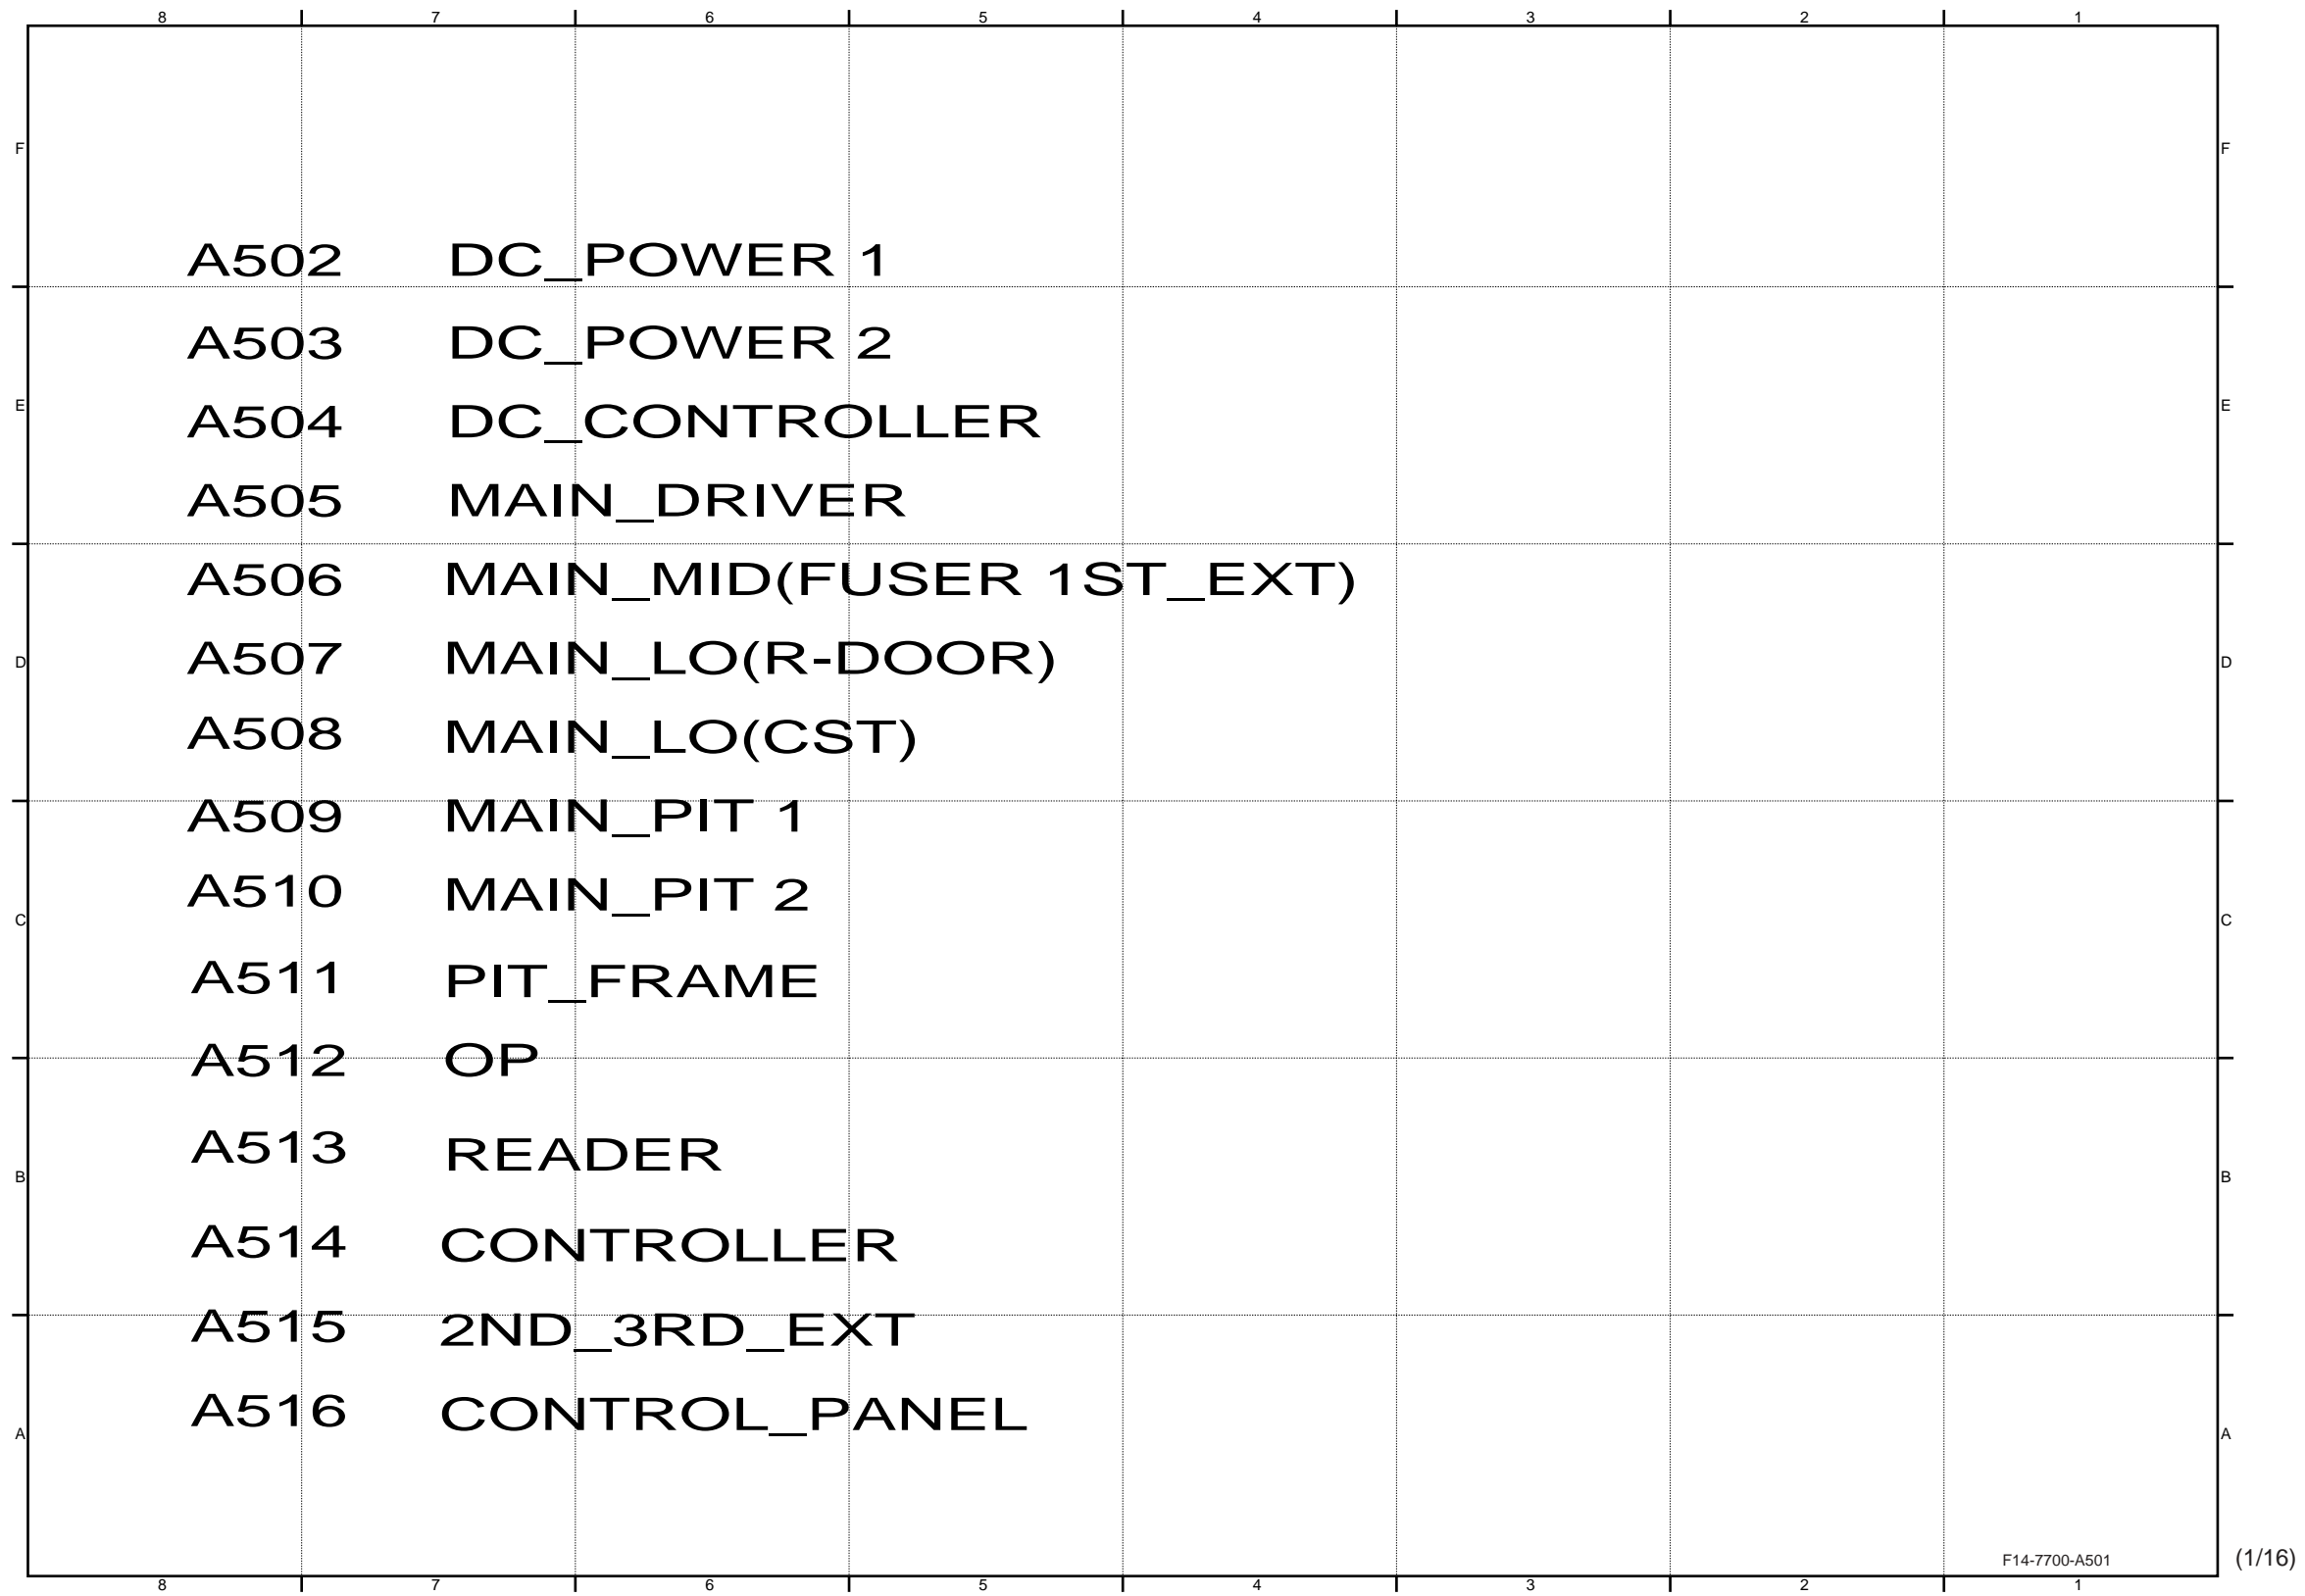 8 7 6 5 4 3 2 1
F F
A502 DC_POWER 1
A503 DC_POWER 2
E E
A504 DC_CONTROLLER
A505 MAIN_DRIVER
A506 MAIN_MID(FUSER 1ST_EXT)
D D
A507 MAIN_LO(R-DOOR)
A508 MAIN_LO(CST)
A509 MAIN_PIT 1
A510 MAIN_PIT 2
C C
A511 PIT_FRAME
A512 OP
A513 READER
B B
A514 CONTROLLER
A515 2ND_3RD_EXT
A516 CONTROL_PANEL
A A
F14-7700-A501 (1/16)
8 7 6 5 4 3 2 1